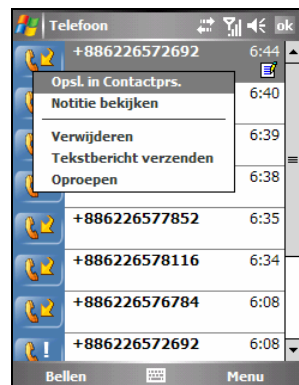 Telefoon ok
+886226572692 6:44
Opsl. in Contactprs.
6:40
Notitie bekijken
Verwijderen 6:39
Tekstbericht verzenden
Oproepen 6:38
+886226577852 6:35
+886226578116 6:34
+886226576784 6:08
+886226572692 6:08
Bellen Menu